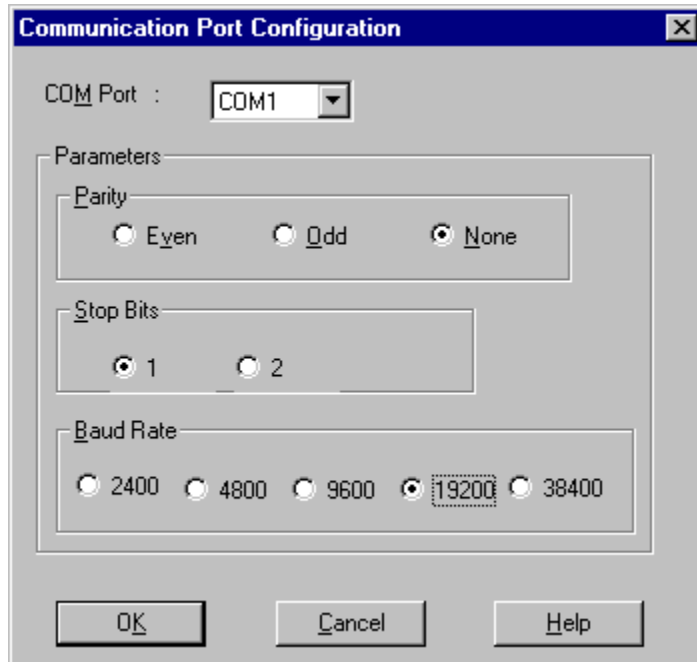 Communication Port Configuration
COM Port : COM1
Parameters
Parity
Even Odd None
Stop Bits
1 2
Baud Rate
2400 4800 9600 19200 38400
OK Cancel Help